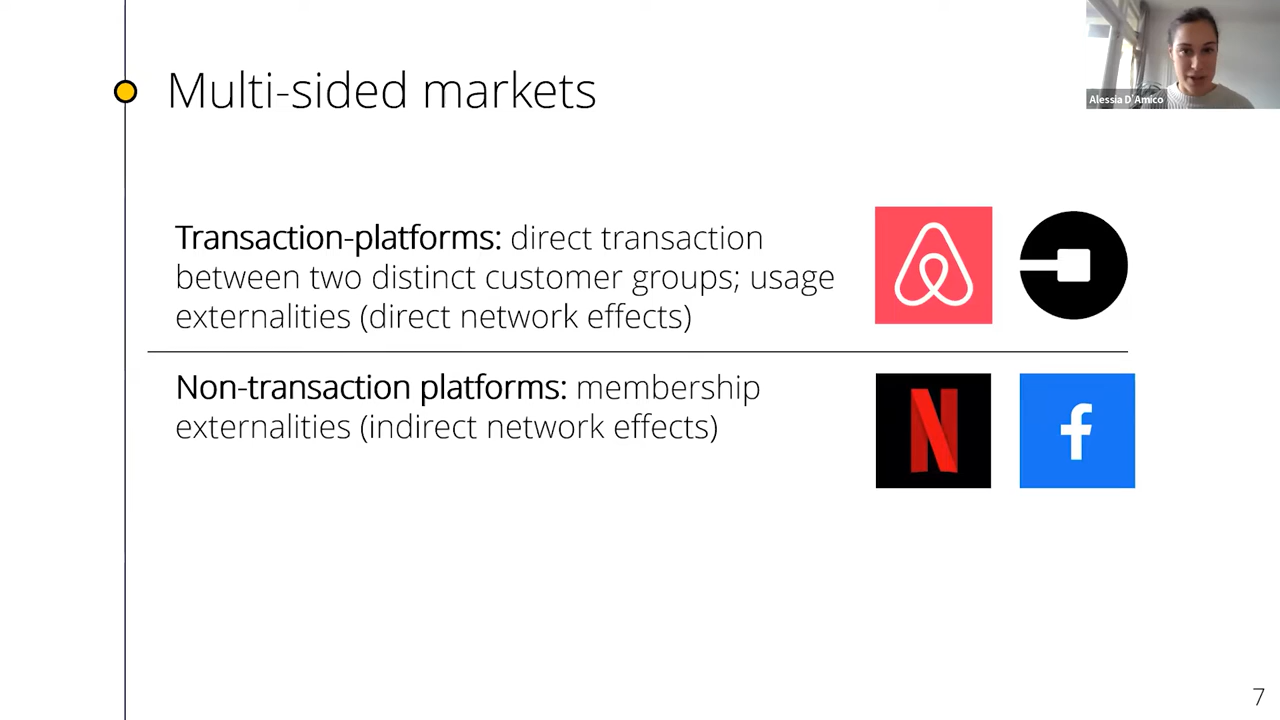 Multi-sided markets
Alessia D'Amico
Transaction-platforms: direct transaction
between two distinct customer groups; usage
externalities (direct network effects)
Non-transaction platforms: membership
externalities (indirect network effects)
N
f
7